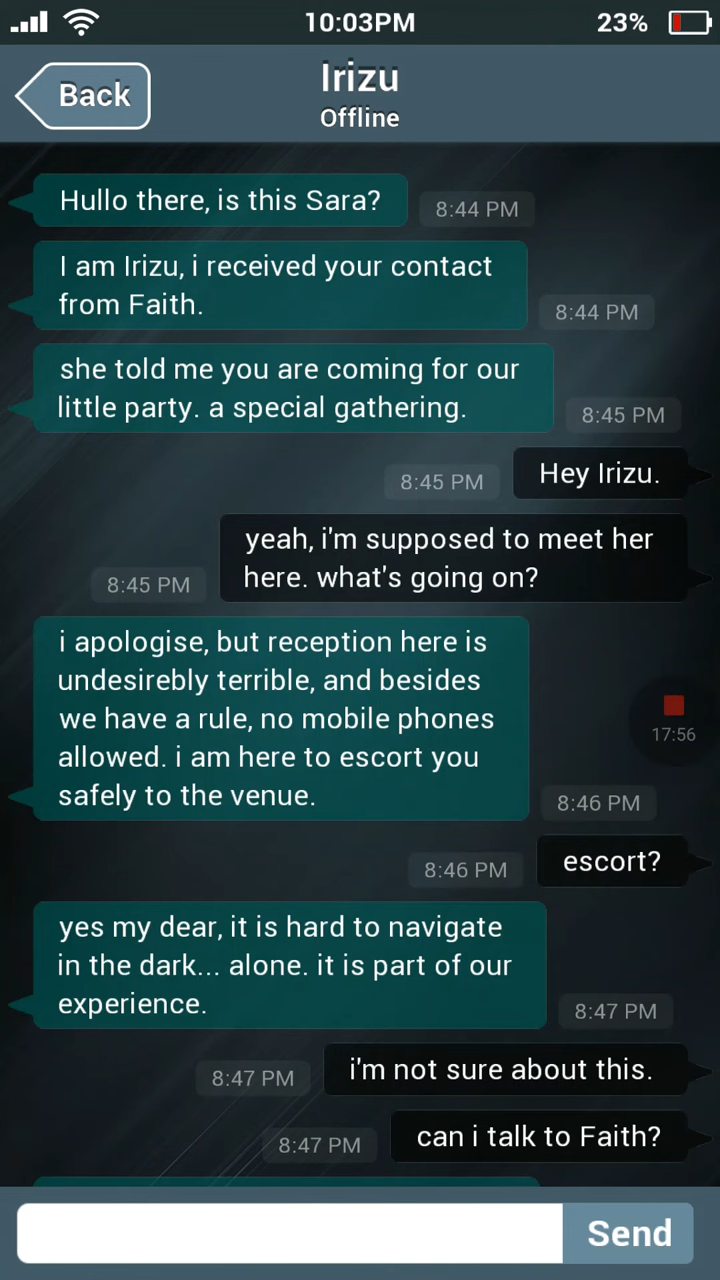 10:03PM
23%
Back
Irizu
Offline
Hullo there, is this Sara?
8:44 PM
I am Irizu, i received your contact
from Faith.
8:44 PM
she told me you are coming for our
little party. a special gathering.
8:45 PM
Hey Irizu.
8:45 PM
yeah, i'm supposed to meet her
here. what's going on?
8:45 PM
i apologise, but reception here is
undesirebly terrible, and besides
we have a rule, no mobile phones
allowed. i am here to escort you
safely to the venue.
8:46 PM
17:56
escort?
8:46 PM
yes my dear, it is hard to navigate
in the dark... alone. it is part of our
experience.
8:47 PM
i'm not sure about this.
8:47 PM
can i talk to Faith?
8:47 PM
Send